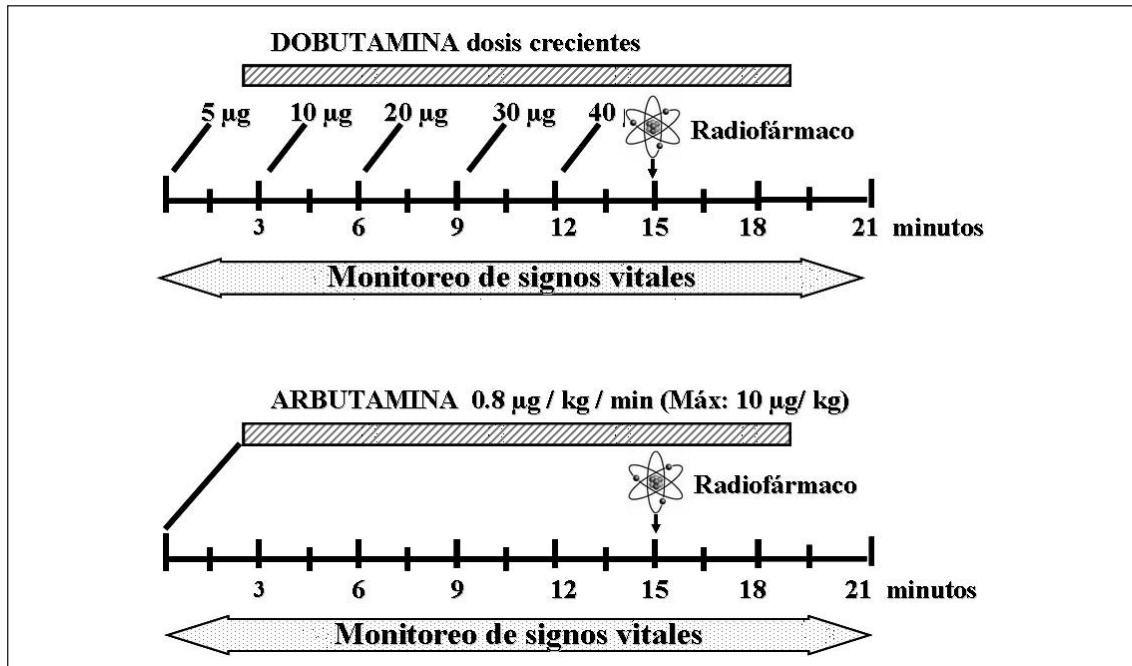 DOBUTAMINA dosis crecientes
5 µg 10 µg 20 µg 30 µg 40
Radiofármaco
3 6 9 12 15 18 21 minutos
Monitoreo de signos vitales
ARBUTAMINA 0.8 µg / kg / min (Máx: 10 µg/ kg)
Radiofármaco
3 6 9 12 15 18 21 minutos
Monitoreo de signos vitales